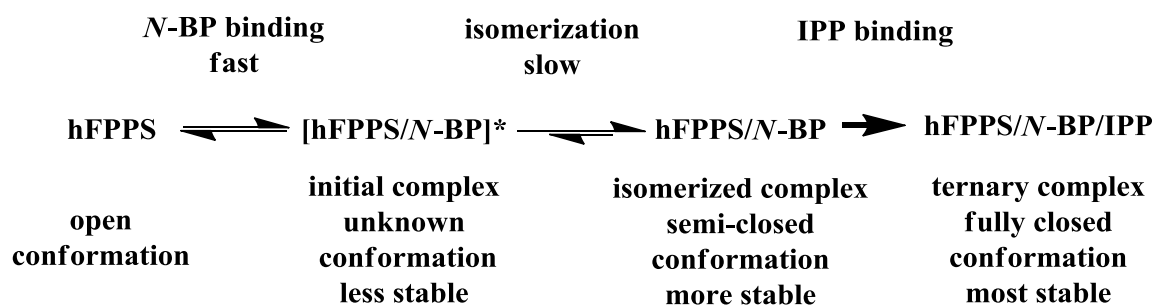 N-BP binding
fast
isomerization
slow
IPP binding
hFPPS [hFPPS/N-BP]* hFPPS/N-BP hFPPS/N-BP/IPP
open
conformation
initial complex
unknown
conformation
less stable
isomerized complex
semi-closed
conformation
more stable
ternary complex
fully closed
conformation
most stable